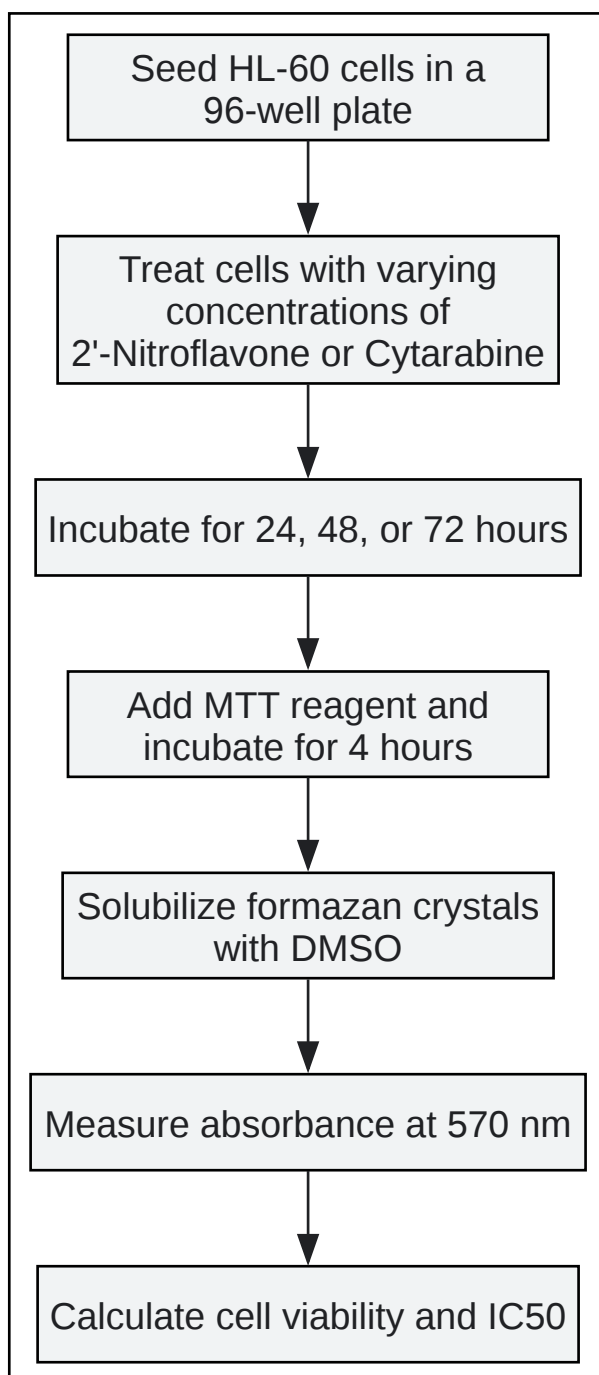 Seed HL-60 cells in a
96-well plate
Treat cells with varying
concentrations of
2'-Nitroflavone or Cytarabine
Incubate for 24, 48, or 72 hours
Add MTT reagent and
incubate for 4 hours
Solubilize formazan crystals
with DMSO
Measure absorbance at 570 nm
Calculate cell viability and IC50